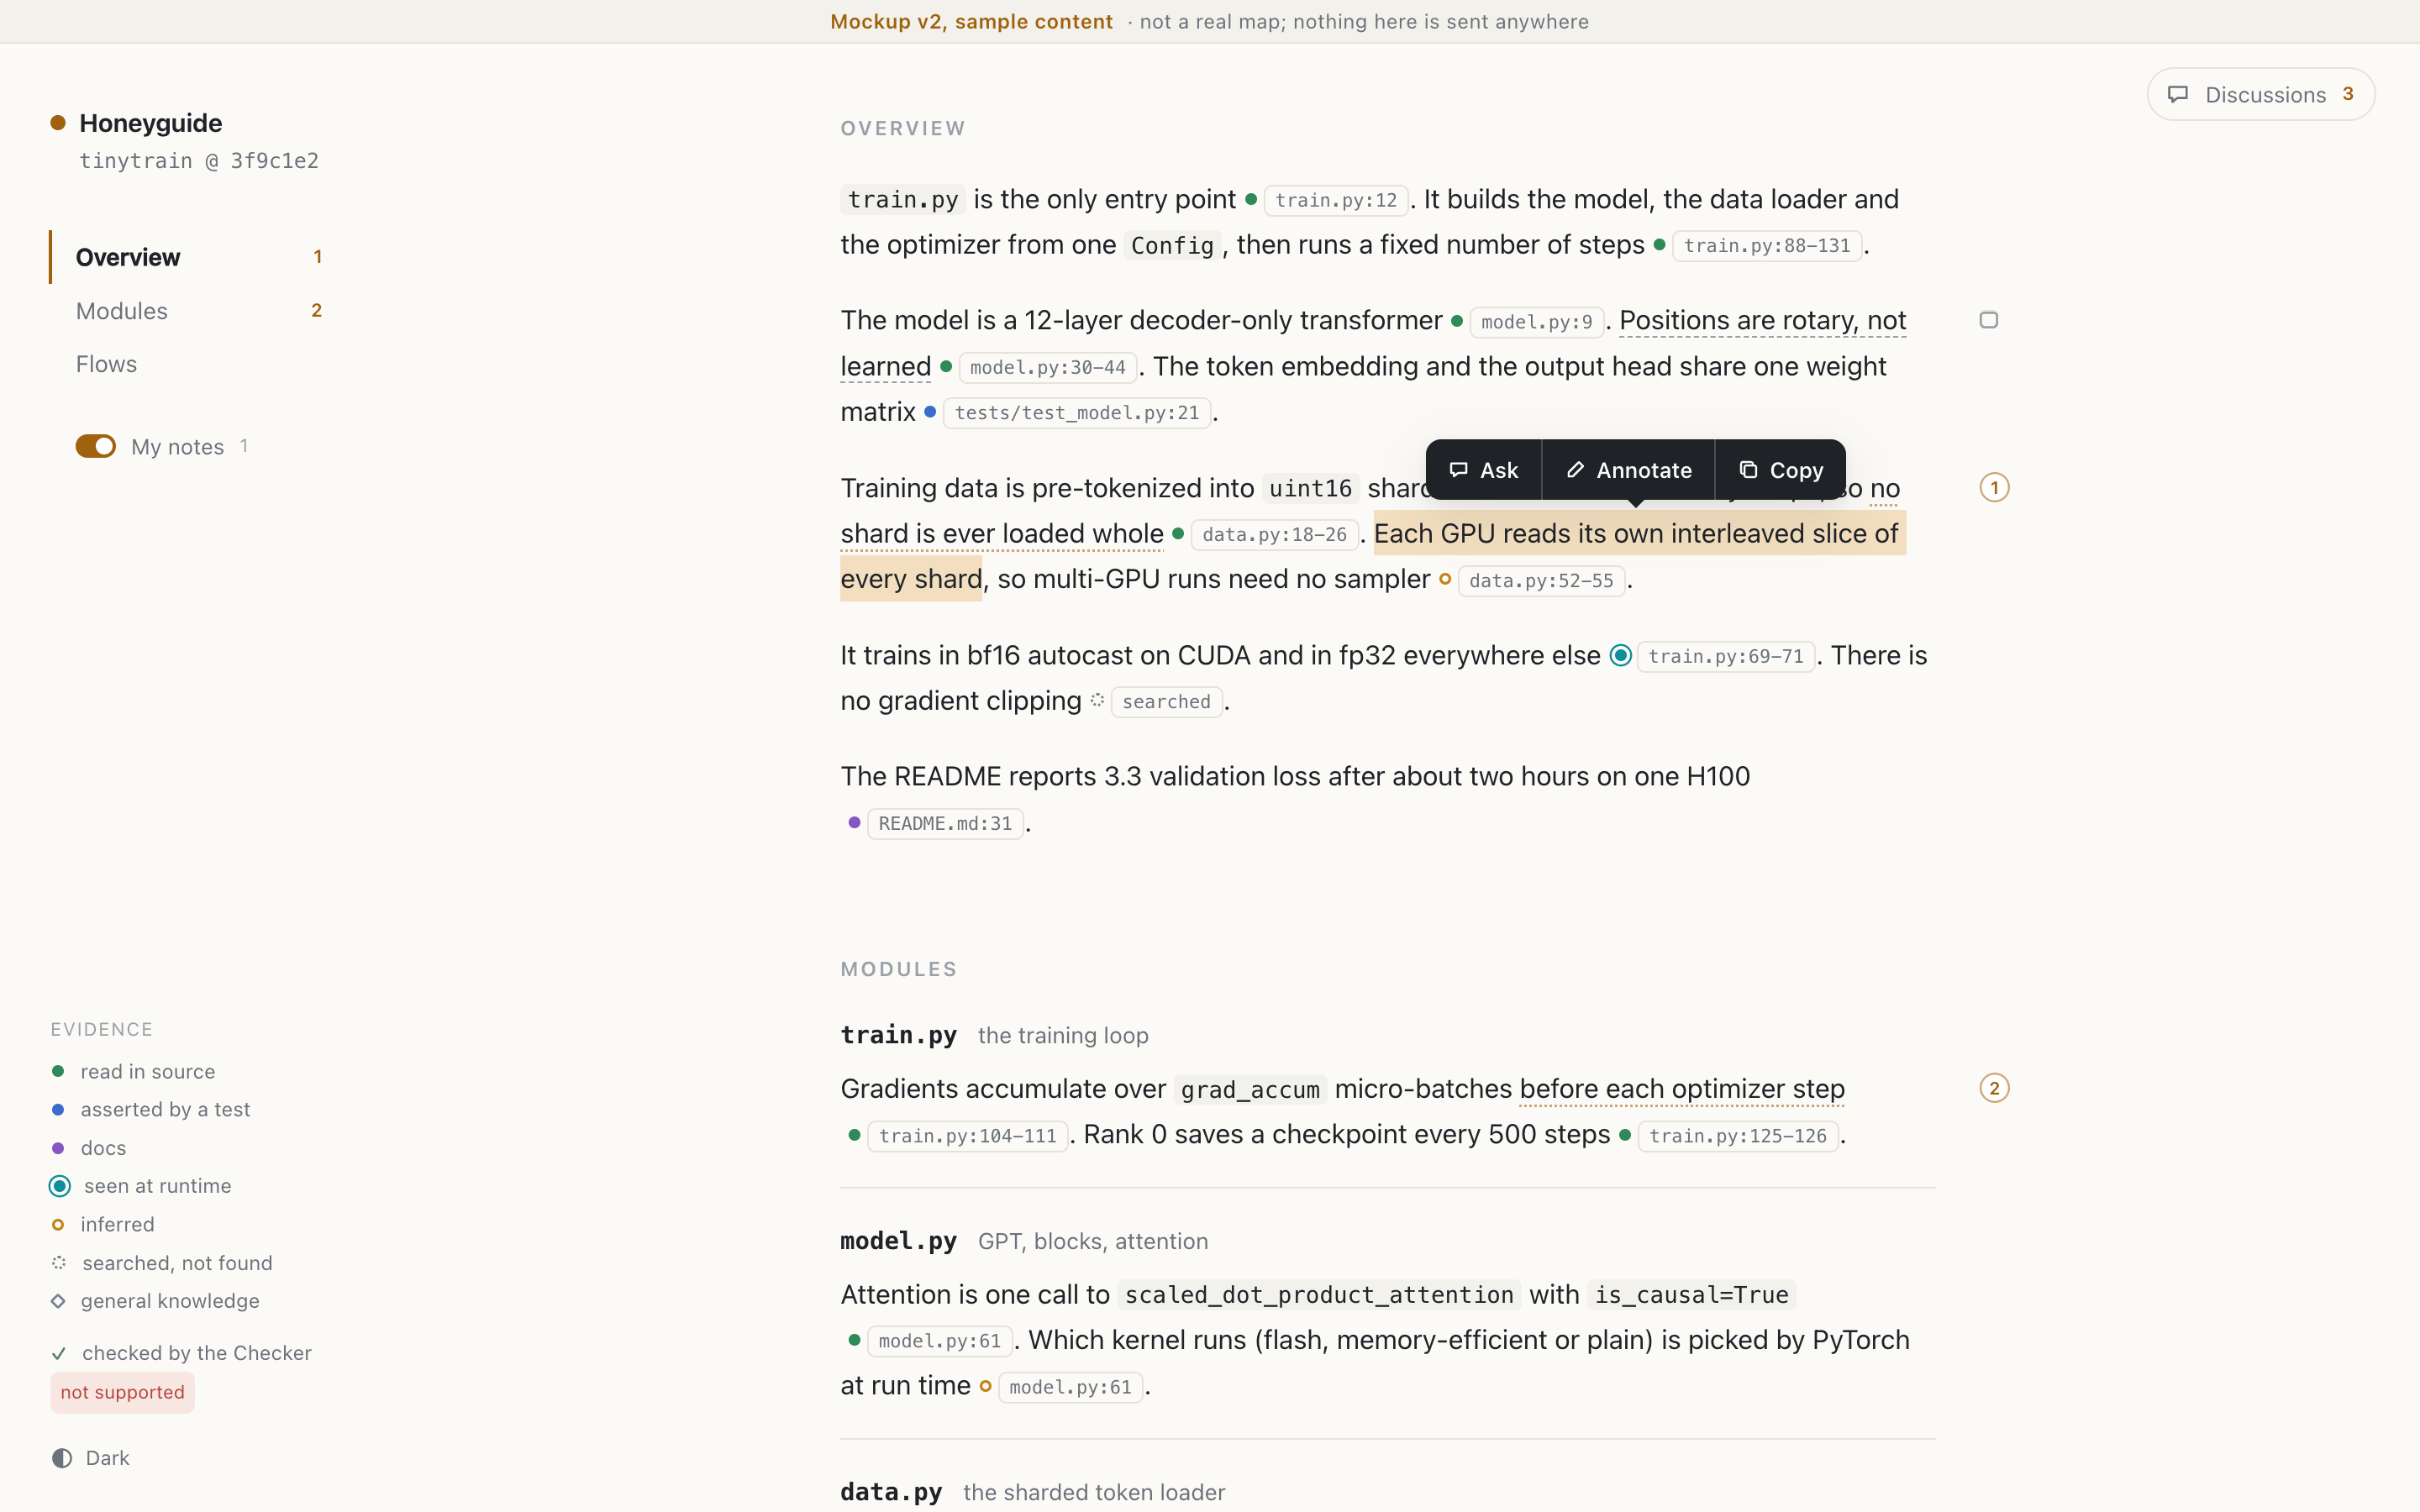 Mockup v2, sample content · not a real map; nothing here is sent anywhere
Honeyguide
tinytrain @ 3f9c1e2
Overview 1
Modules 2
Flows
My notes 1
EVIDENCE
read in source
asserted by a test
docs
seen at runtime
inferred
searched, not found
general knowledge
checked by the Checker
not supported
Dark
Discussions 3
OVERVIEW
train.py is the only entry point train.py:12. It builds the model, the data loader and
the optimizer from one Config, then runs a fixed number of steps train.py:88–131.
The model is a 12-layer decoder-only transformer model.py:9. Positions are rotary, not
learned model.py:30–44. The token embedding and the output head share one weight
matrix tests/test_model.py:21.
Ask Annotate Copy
Training data is pre-tokenized into uint16 so no 1
shard is ever loaded whole data.py:18–26. Each GPU reads its own interleaved slice of
every shard, so multi-GPU runs need no sampler data.py:52–55.
It trains in bf16 autocast on CUDA and in fp32 everywhere else train.py:69–71. There is
no gradient clipping searched.
The README reports 3.3 validation loss after about two hours on one H100
README.md:31.
MODULES
train.py the training loop
Gradients accumulate over grad_accum micro-batches before each optimizer step 2
train.py:104–111. Rank 0 saves a checkpoint every 500 steps train.py:125–126.
model.py GPT, blocks, attention
Attention is one call to scaled_dot_product_attention with is_causal=True
model.py:61. Which kernel runs (flash, memory-efficient or plain) is picked by PyTorch
at run time model.py:61.
data.py the sharded token loader